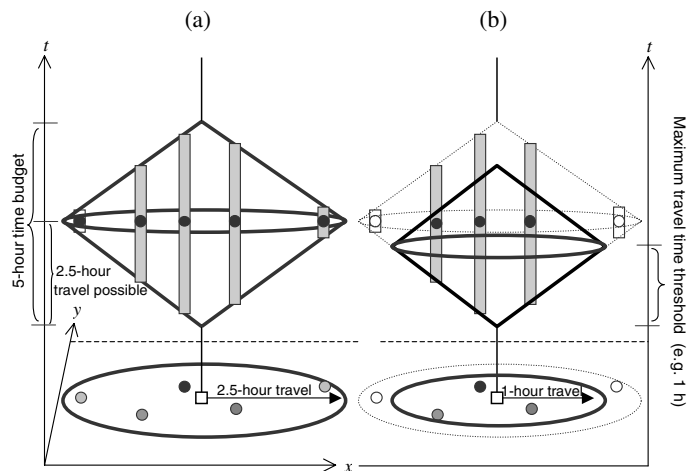 (a)
(b)
t
t
5-hour time budget
2.5-hour
travel possible
y
2.5-hour travel
1-hour travel
Maximum travel time threshold (e.g. 1 h)
x